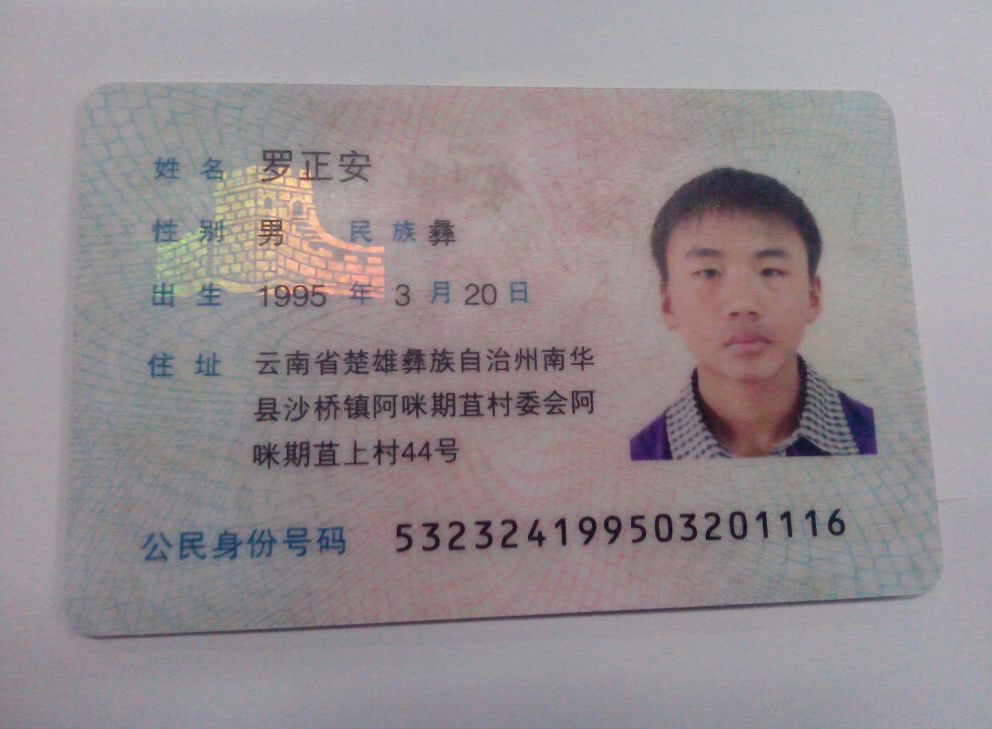 姓名 罗正安
性别 男 民族 彝
出生 1995 年 3 月 20 日
住址 云南省楚雄彝族自治州南华
县沙桥镇阿咪期苴村委会阿
咪期苴上村44号
公民身份号码 532324199503201116